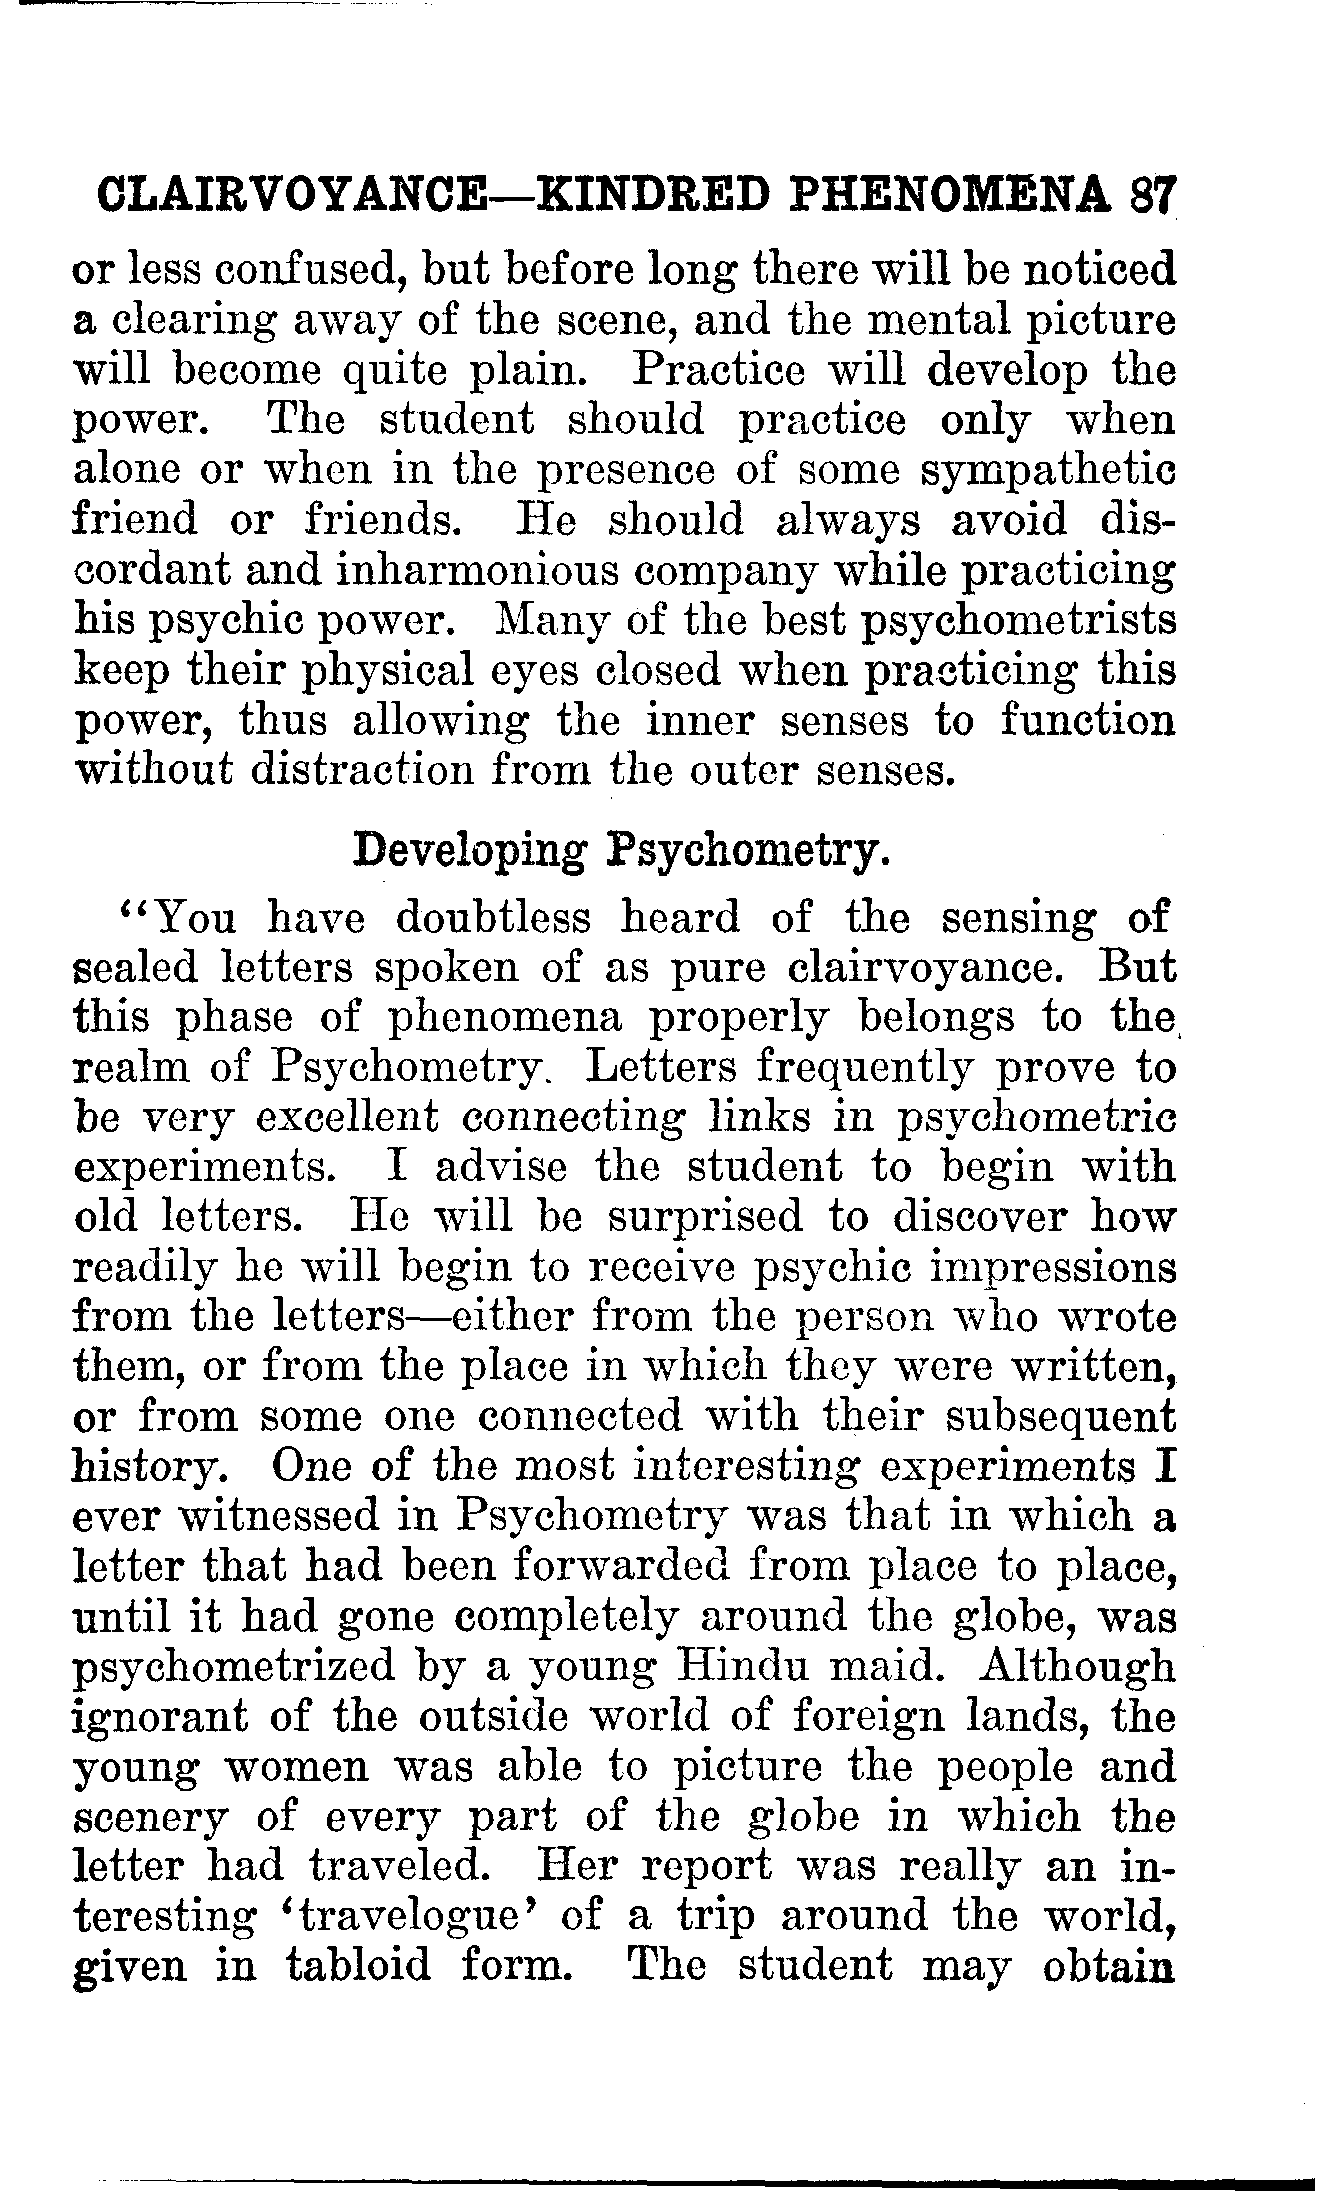 CLAIRVOYANCE—KINDRED PHENOMENA 87
or less confused, but before long there will be noticed
a clearing away of the scene, and the mental picture
will become quite plain. Practice will develop the
power. The student should practice only when
alone or when in the presence of some sympathetic
friend or friends. He should always avoid dis-
cordant and inharmonious company while practicing
his psychic power. Many of the best psychometrists
keep their physical eyes closed when practicing this
power, thus allowing the inner senses to function
without distraction from the outer senses.
Developing Psychometry.
“You have doubtless heard of the sensing of
sealed letters spoken of as pure clairvoyance. But
this phase of phenomena properly belongs to the
realm of Psychometry. Letters frequently prove to
be very excellent connecting links in psychometric
experiments. I advise the student to begin with
old letters. He will be surprised to discover how
readily he will begin to receive psychic impressions
from the letters—either from the person who wrote
them, or from the place in which they were written,
or from some one connected with their subsequent
history. One of the most interesting experiments I
ever witnessed in Psychometry was that in which a
letter that had been forwarded from place to place,
until it had gone completely around the globe, was
psychometrized by a young Hindu maid. Although
ignorant of the outside world of foreign lands, the
young women was able to picture the people and
scenery of every part of the globe in which the
letter had traveled. Her report was really an in-
teresting ‘travelogue’ of a trip around the world,
given in tabloid form. The student may obtain